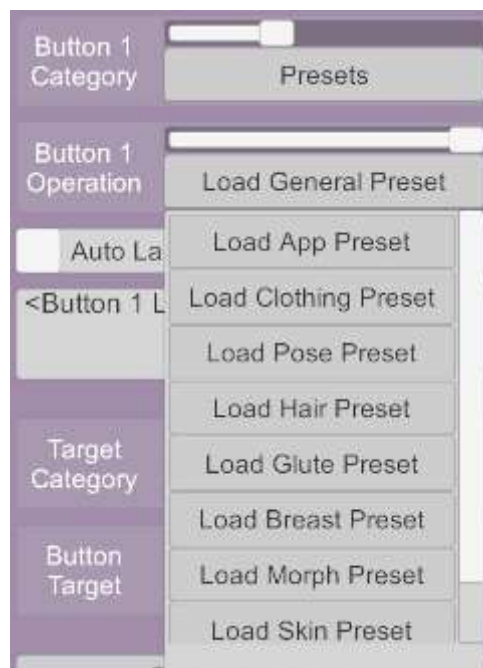 Button 1
Category
Presets
Button 1
Operation
Load General Preset
Load App Preset
Auto La
Load Clothing Preset
<Button 1 L
Load Pose Preset
Load Hair Preset
Target
Category
Load Glute Preset
Load Breast Preset
Button
Target
Load Morph Preset
Load Skin Preset